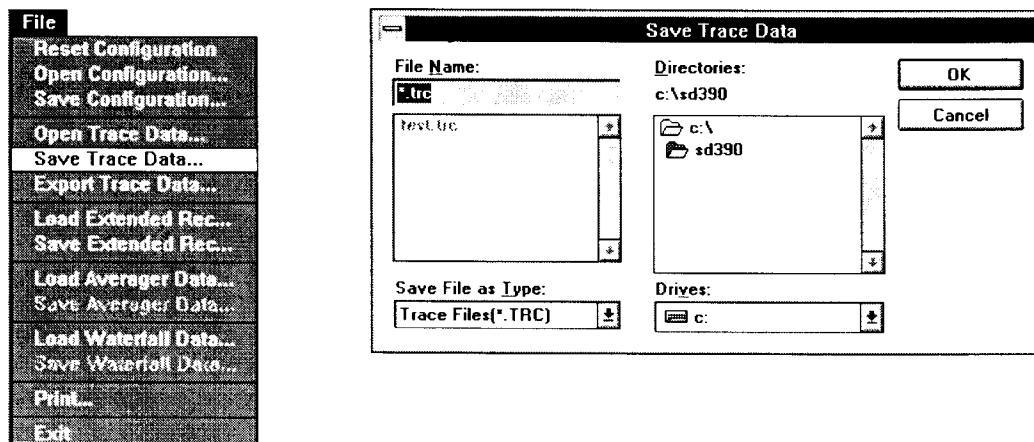 File
Reset Configuration
Open Configuration...
Save Configuration...
Open Trace Data...
Save Trace Data...
Export Trace Data...
Load Extended Rec...
Save Extended Rec...
Load Averager Data...
Save Averager Data...
Load Waterfall Data...
Save Waterfall Data...
Print...
Exit
Save Trace Data
File Name:
*.trc
test.trc
Save File as Type:
Trace Files(*.TRC)
Directories:
c:\sd390
c:\
sd390
Drives:
c:
OK
Cancel